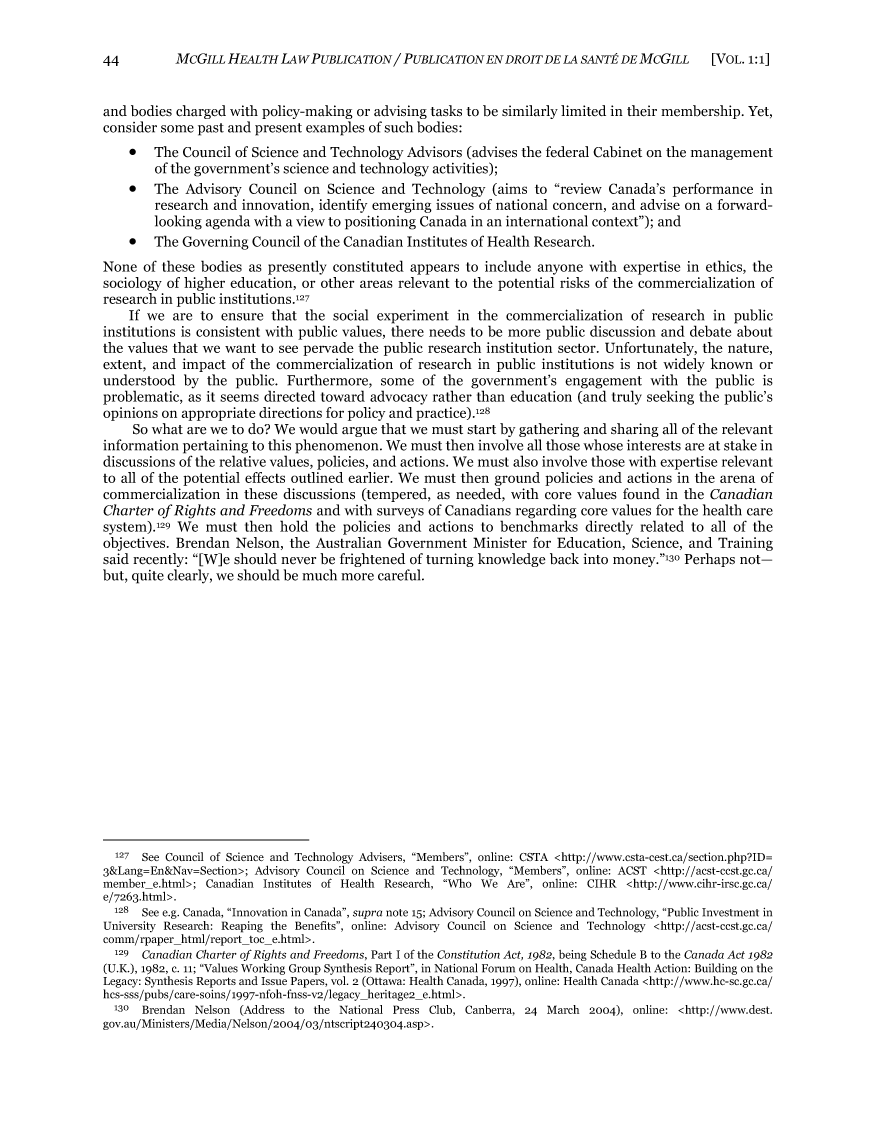 44 MCGILL HEALTH LAW PUBLICATION / PUBLICATION EN DROIT DE LA SANTÉ DE MCGILL [VOL. 1:1]
and bodies charged with policy-making or advising tasks to be similarly limited in their membership. Yet,
consider some past and present examples of such bodies:
● The Council of Science and Technology Advisors (advises the federal Cabinet on the management
of the government’s science and technology activities);
● The Advisory Council on Science and Technology (aims to “review Canada’s performance in
research and innovation, identify emerging issues of national concern, and advise on a forward-
looking agenda with a view to positioning Canada in an international context”); and
● The Governing Council of the Canadian Institutes of Health Research.
None of these bodies as presently constituted appears to include anyone with expertise in ethics, the
sociology of higher education, or other areas relevant to the potential risks of the commercialization of
research in public institutions.127
If we are to ensure that the social experiment in the commercialization of research in public
institutions is consistent with public values, there needs to be more public discussion and debate about
the values that we want to see pervade the public research institution sector. Unfortunately, the nature,
extent, and impact of the commercialization of research in public institutions is not widely known or
understood by the public. Furthermore, some of the government’s engagement with the public is
problematic, as it seems directed toward advocacy rather than education (and truly seeking the public’s
opinions on appropriate directions for policy and practice).128
So what are we to do? We would argue that we must start by gathering and sharing all of the relevant
information pertaining to this phenomenon. We must then involve all those whose interests are at stake in
discussions of the relative values, policies, and actions. We must also involve those with expertise relevant
to all of the potential effects outlined earlier. We must then ground policies and actions in the arena of
commercialization in these discussions (tempered, as needed, with core values found in the Canadian
Charter of Rights and Freedoms and with surveys of Canadians regarding core values for the health care
system).129 We must then hold the policies and actions to benchmarks directly related to all of the
objectives. Brendan Nelson, the Australian Government Minister for Education, Science, and Training
said recently: “[W]e should never be frightened of turning knowledge back into money.”130 Perhaps not—
but, quite clearly, we should be much more careful.
127 See Council of Science and Technology Advisers, “Members”, online: CSTA <http://www.csta-cest.ca/section.php?ID=
3&Lang=En&Nav=Section>; Advisory Council on Science and Technology, “Members”, online: ACST <http://acst-ccst.gc.ca/
member_e.html>; Canadian Institutes of Health Research, “Who We Are”, online: CIHR <http://www.cihr-irsc.gc.ca/
e/7263.html>.
128 See e.g. Canada, “Innovation in Canada”, supra note 15; Advisory Council on Science and Technology, “Public Investment in
University Research: Reaping the Benefits”, online: Advisory Council on Science and Technology <http://acst-ccst.gc.ca/
comm/rpaper_html/report_toc_e.html>.
129 Canadian Charter of Rights and Freedoms, Part I of the Constitution Act, 1982, being Schedule B to the Canada Act 1982
(U.K.), 1982, c. 11; “Values Working Group Synthesis Report”, in National Forum on Health, Canada Health Action: Building on the
Legacy: Synthesis Reports and Issue Papers, vol. 2 (Ottawa: Health Canada, 1997), online: Health Canada <http://www.hc-sc.gc.ca/
hcs-sss/pubs/care-soins/1997-nfoh-fnss-v2/legacy_heritage2_e.html>.
130 Brendan Nelson (Address to the National Press Club, Canberra, 24 March 2004), online: <http://www.dest.
gov.au/Ministers/Media/Nelson/2004/03/ntscript240304.asp>.